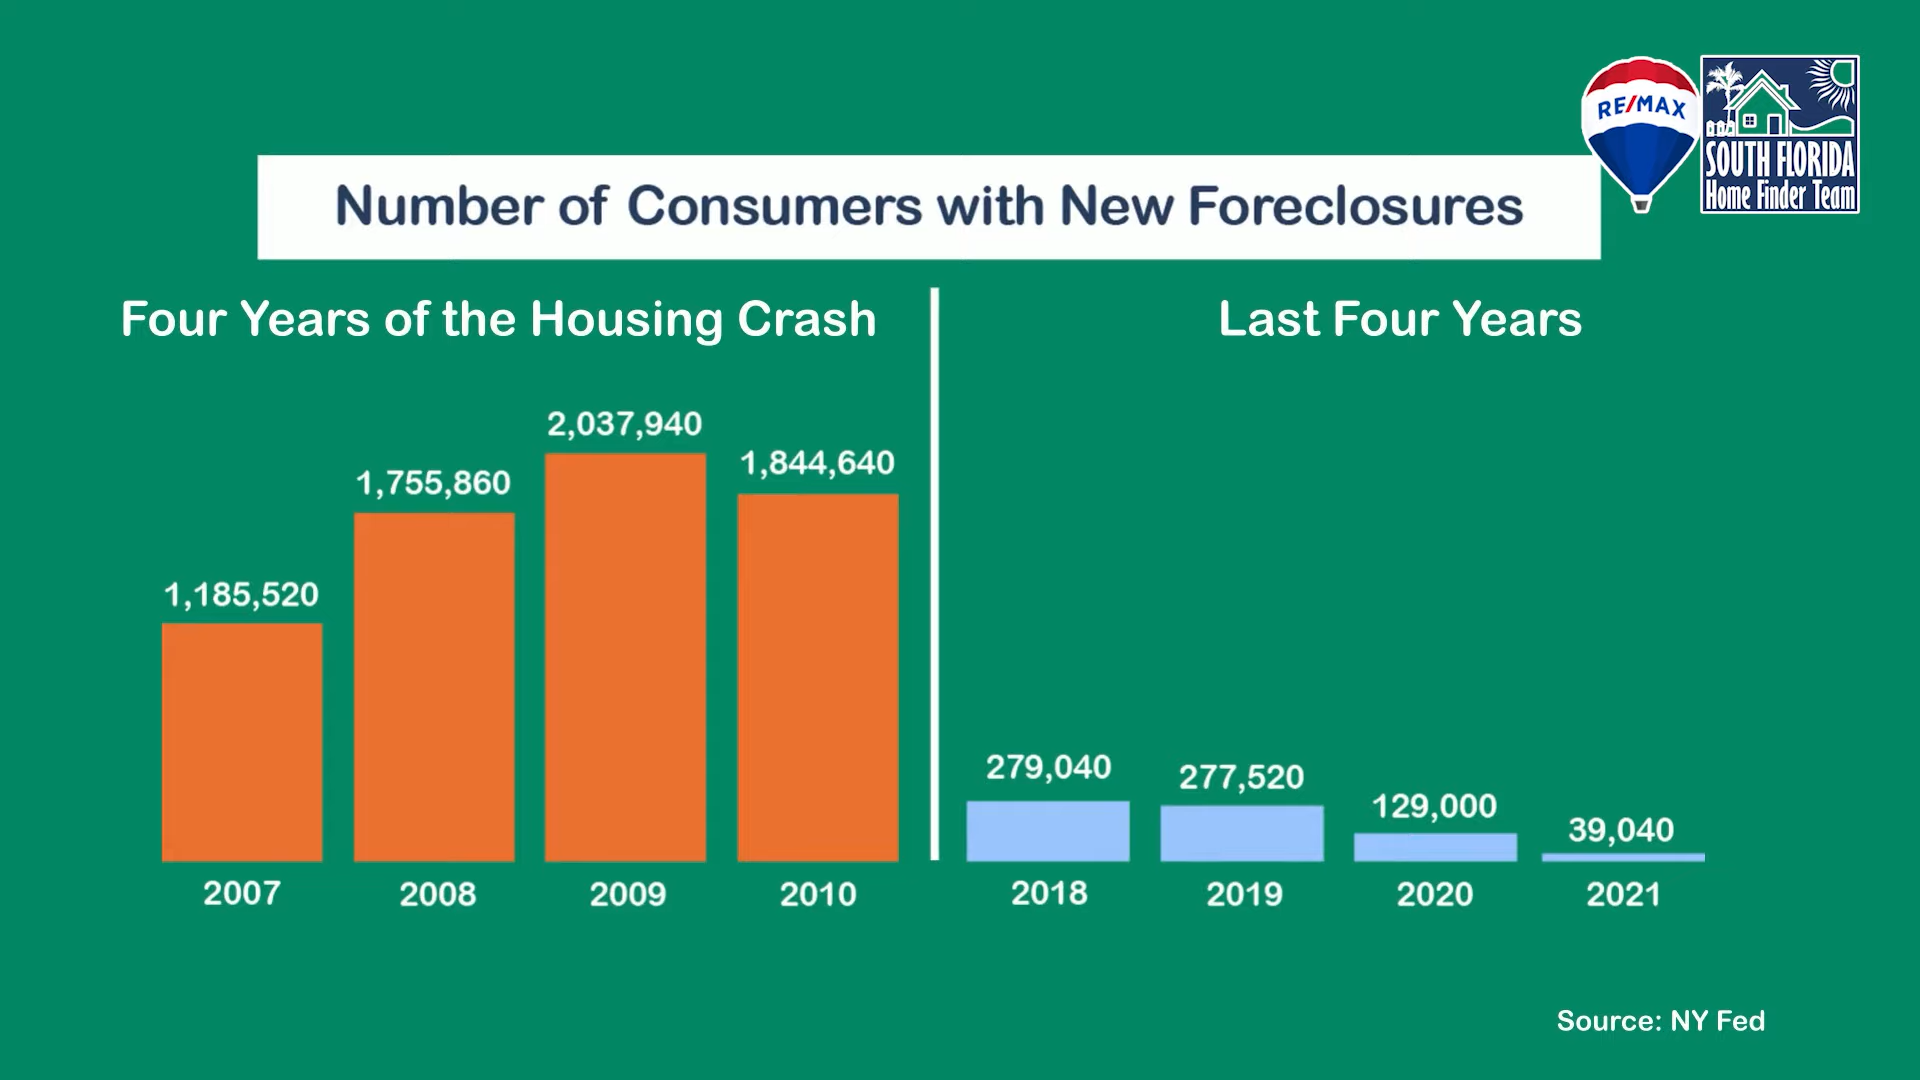 RE/MAX
SOUTH FLORIDA
Home Finder Team
Number of Consumers with New Foreclosures
Four Years of the Housing Crash
1,185,520
1,755,860
2,037,940
1,844,640
2007
2008
2009
2010
Last Four Years
279,040
277,520
129,000
39,040
2018
2019
2020
2021
Source: NY Fed